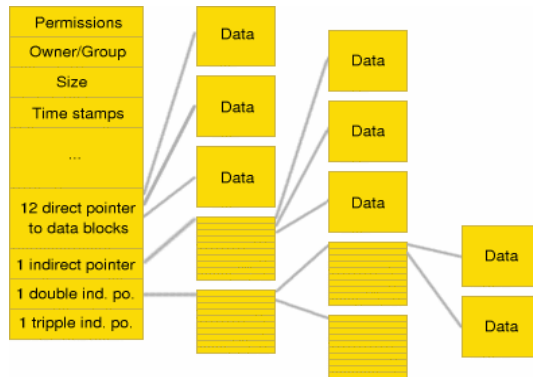 Permissions
Owner/Group
Size
Time stamps
...
12 direct pointer
to data blocks
1 indirect pointer
1 double ind. po.
1 tripple ind. po.
Data
Data
Data
Data
Data
Data
Data
Data